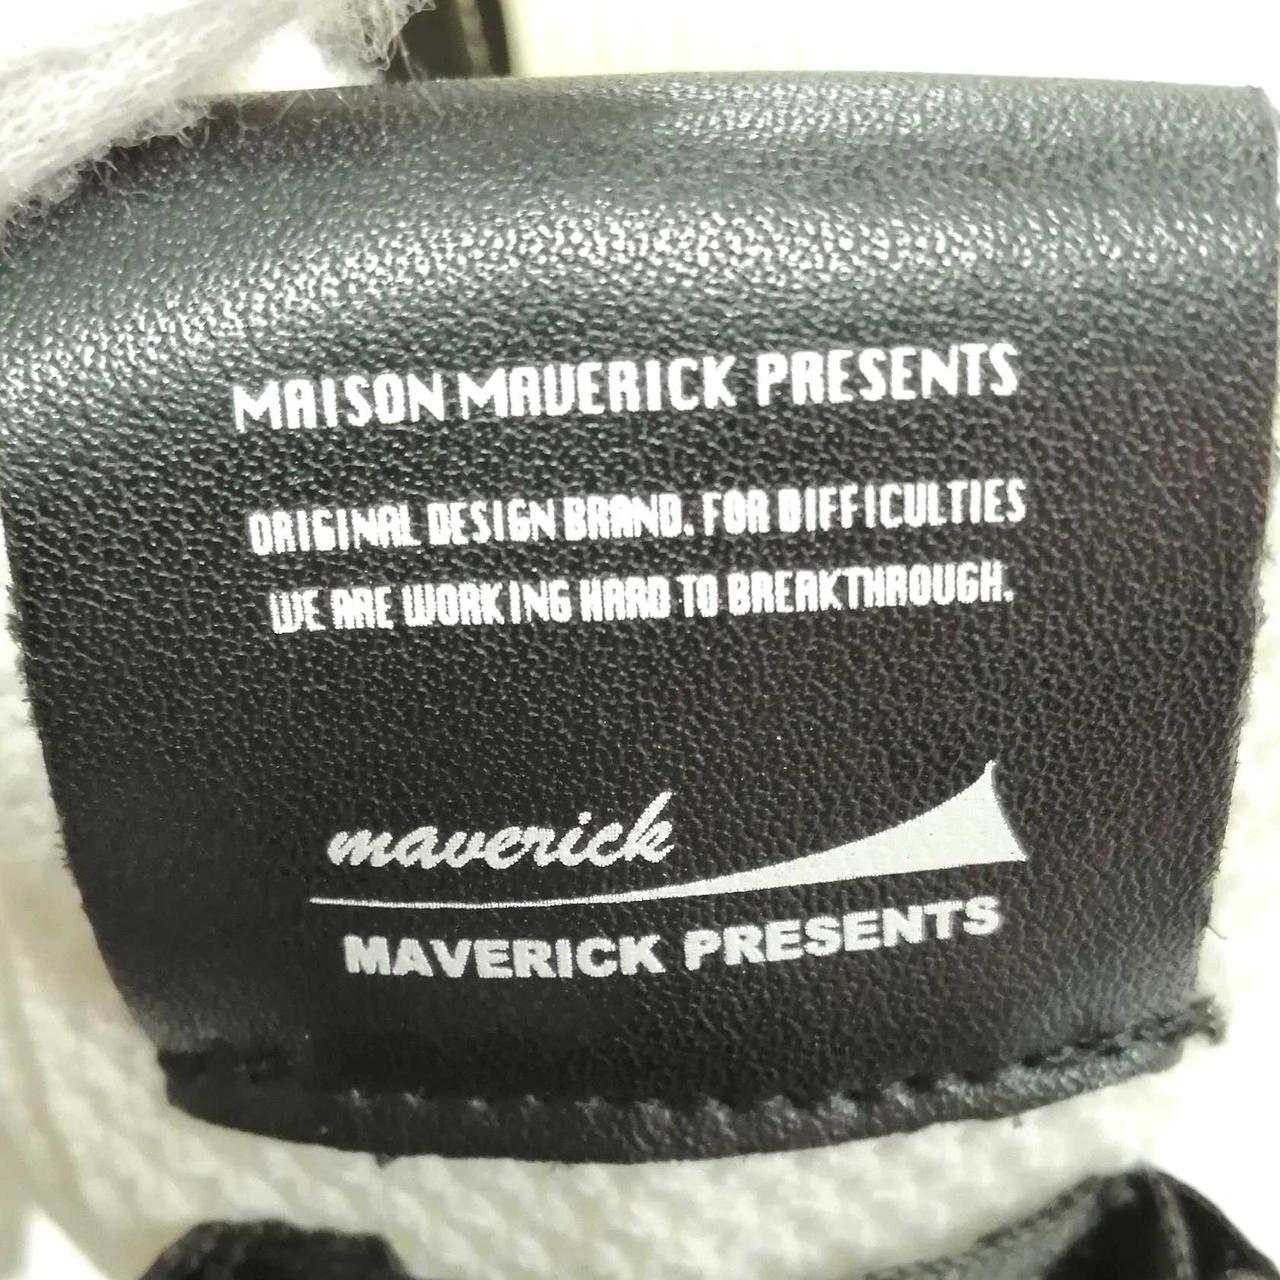 MAISON MAVERICK PRESENTS
ORIGINAL DESIGN BRAND. FOR DIFFICULTIES
WE ARE WORKING HARD TO BREAKTHROUGH.
maverick
MAVERICK PRESENTS